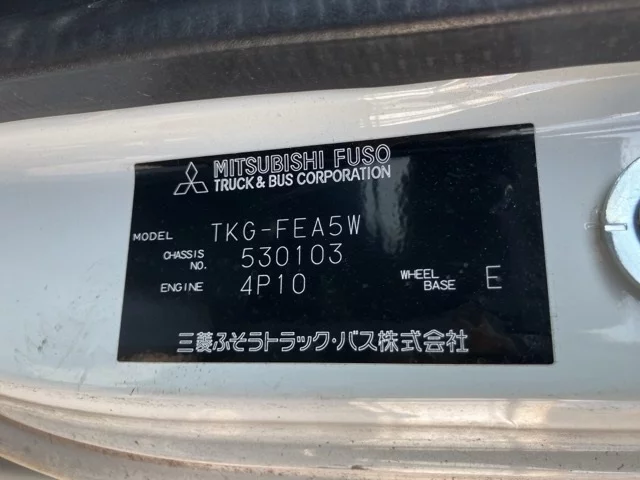 MITSUBISHI FUSO
TRUCK & BUS CORPORATION
MODEL TKG-FEA5W
CHASSIS NO. 530103
ENGINE 4P10 WHEEL BASE E
三菱ふそうトラック・バス株式会社